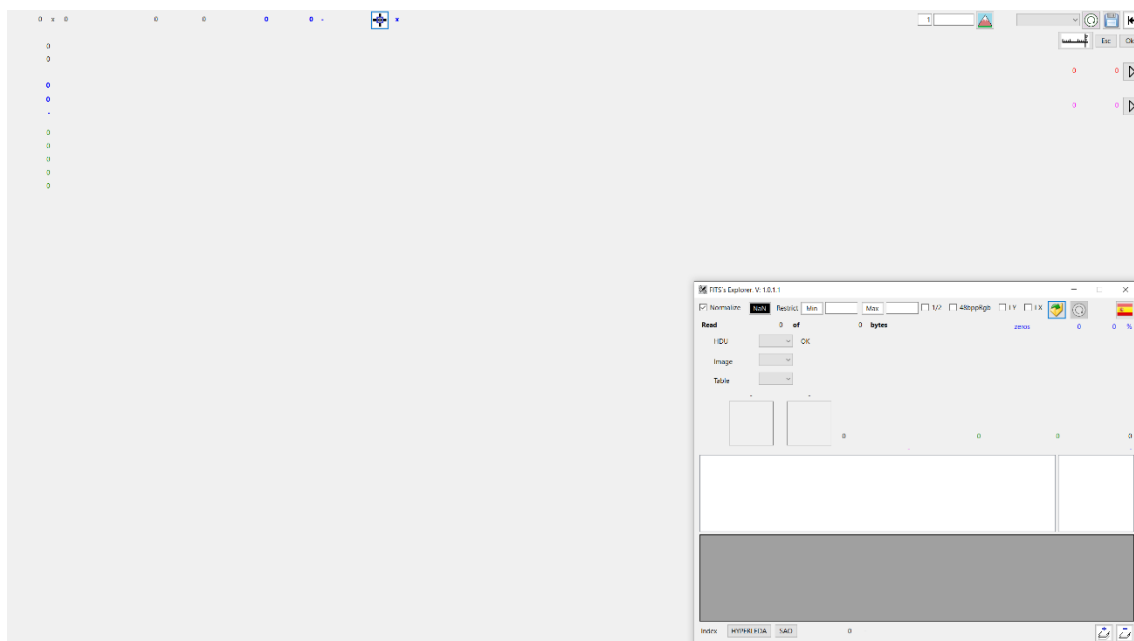 0 x 0 0 0 0 0 - x 1
Esc Ok
0
0
0 0
0
0
-
0 0
0
0
0
0
0
FITS's Explorer. V: 1.0.1.1
Normalize NaN Restrict Min Max 1/2 48bppRgb
Read 0 of 0 bytes zeros 0 0 %
HDU OK
Image
Table
- -
0 0 0 0
- -
Index HYPERLEDA SAO 0